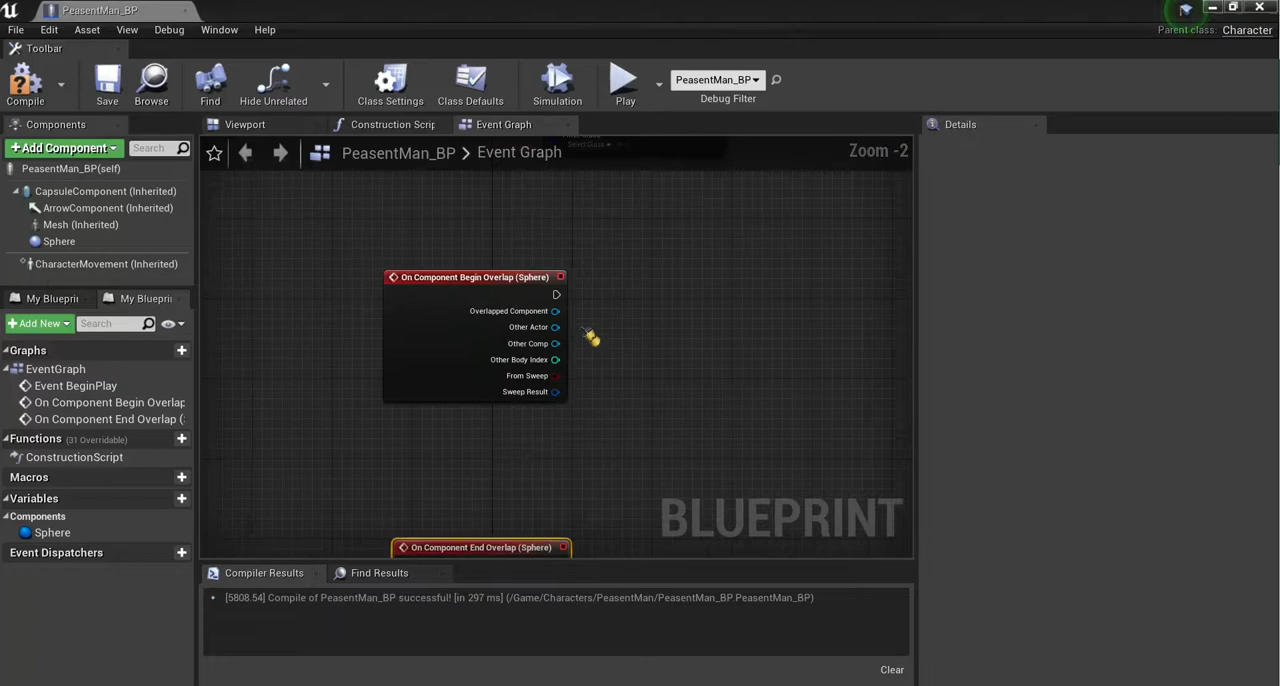 PeasentMan_BP
File Edit Asset View Debug Window Help
Parent class: Character
Toolbar
Compile Save Browse Find Hide Unrelated Class Settings Class Defaults Simulation Play PeasentMan_BP Debug Filter
Components
+Add Component Search
PeasentMan_BP(self)
CapsuleComponent (Inherited)
ArrowComponent (Inherited)
Mesh (Inherited)
Sphere
CharacterMovement (Inherited)
My Blueprin My Blueprin
+Add New Search
Graphs
EventGraph
Event BeginPlay
On Component Begin Overlap
On Component End Overlap (
Functions (31 Overridable)
ConstructionScript
Macros
Variables
Components
Sphere
Event Dispatchers
Viewport Construction Scrip Event Graph
PeasentMan_BP > Event Graph
Zoom -2
Select Class
On Component Begin Overlap (Sphere)
Overlapped Component
Other Actor
Other Comp
Other Body Index
From Sweep
Sweep Result
BLUEPRINT
On Component End Overlap (Sphere)
Compiler Results Find Results
[5808.54] Compile of PeasentMan_BP successful! [in 297 ms] (/Game/Characters/PeasentMan/PeasentMan_BP.PeasentMan_BP)
Clear
Details